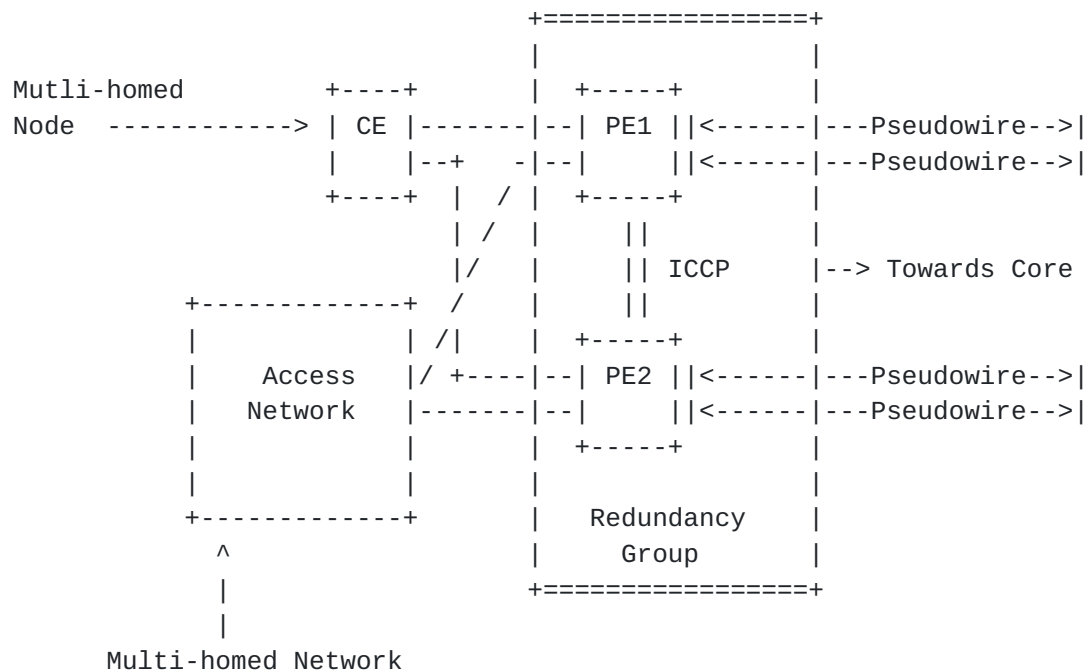 Mutli-homed
Node CE PE1 Pseudowire
Pseudowire
ICCP Towards Core
Access PE2 Pseudowire
Network Pseudowire
Redundancy
Group
Multi-homed Network